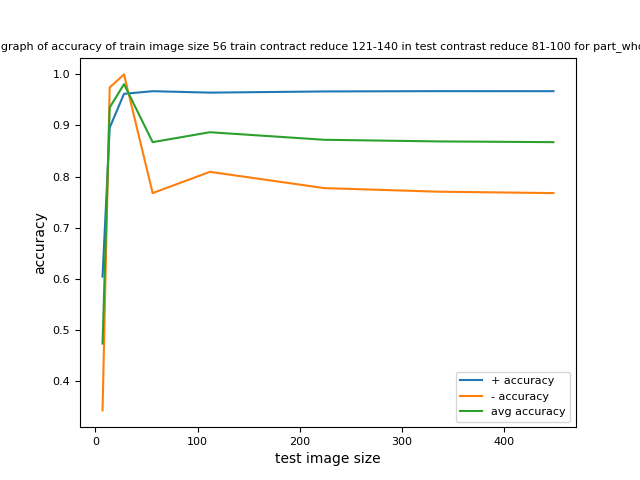 graph of accuracy of train image size 56 train contract reduce 121-140 in test contrast reduce 81-100 for
1.0
0.9
0.8
0.7
0.6
0.5
0.4
accuracy
0
100
200
300
400
test image size
+ accuracy
- accuracy
avg accuracy